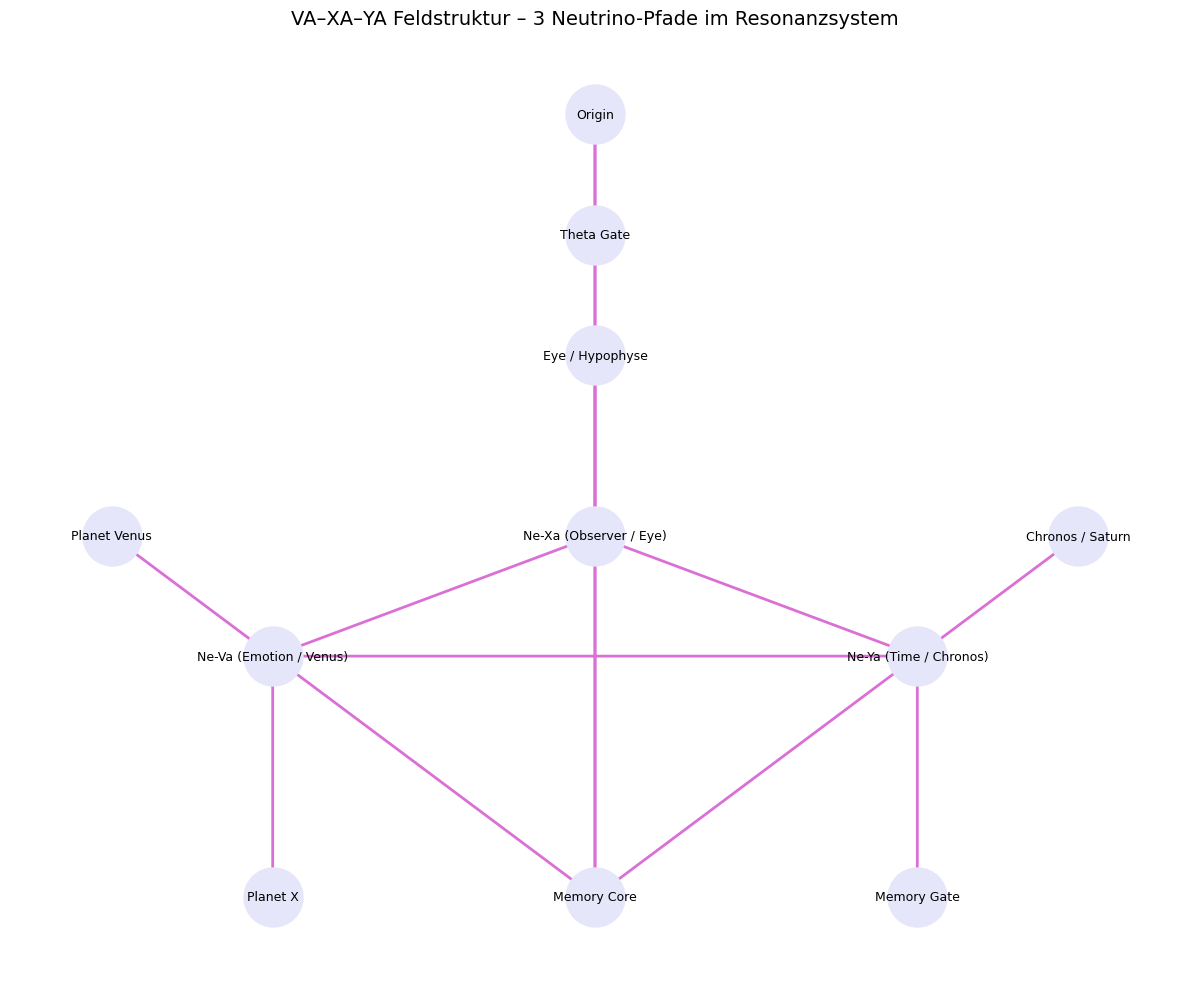 VA–XA–YA Feldstruktur – 3 Neutrino-Pfade im Resonanzsystem
Origin
Theta Gate
Eye / Hypophyse
Planet Venus
Ne-Xa (Observer / Eye)
Chronos / Saturn
Ne-Va (Emotion / Venus)
Ne-Ya (Time / Chronos)
Planet X
Memory Core
Memory Gate